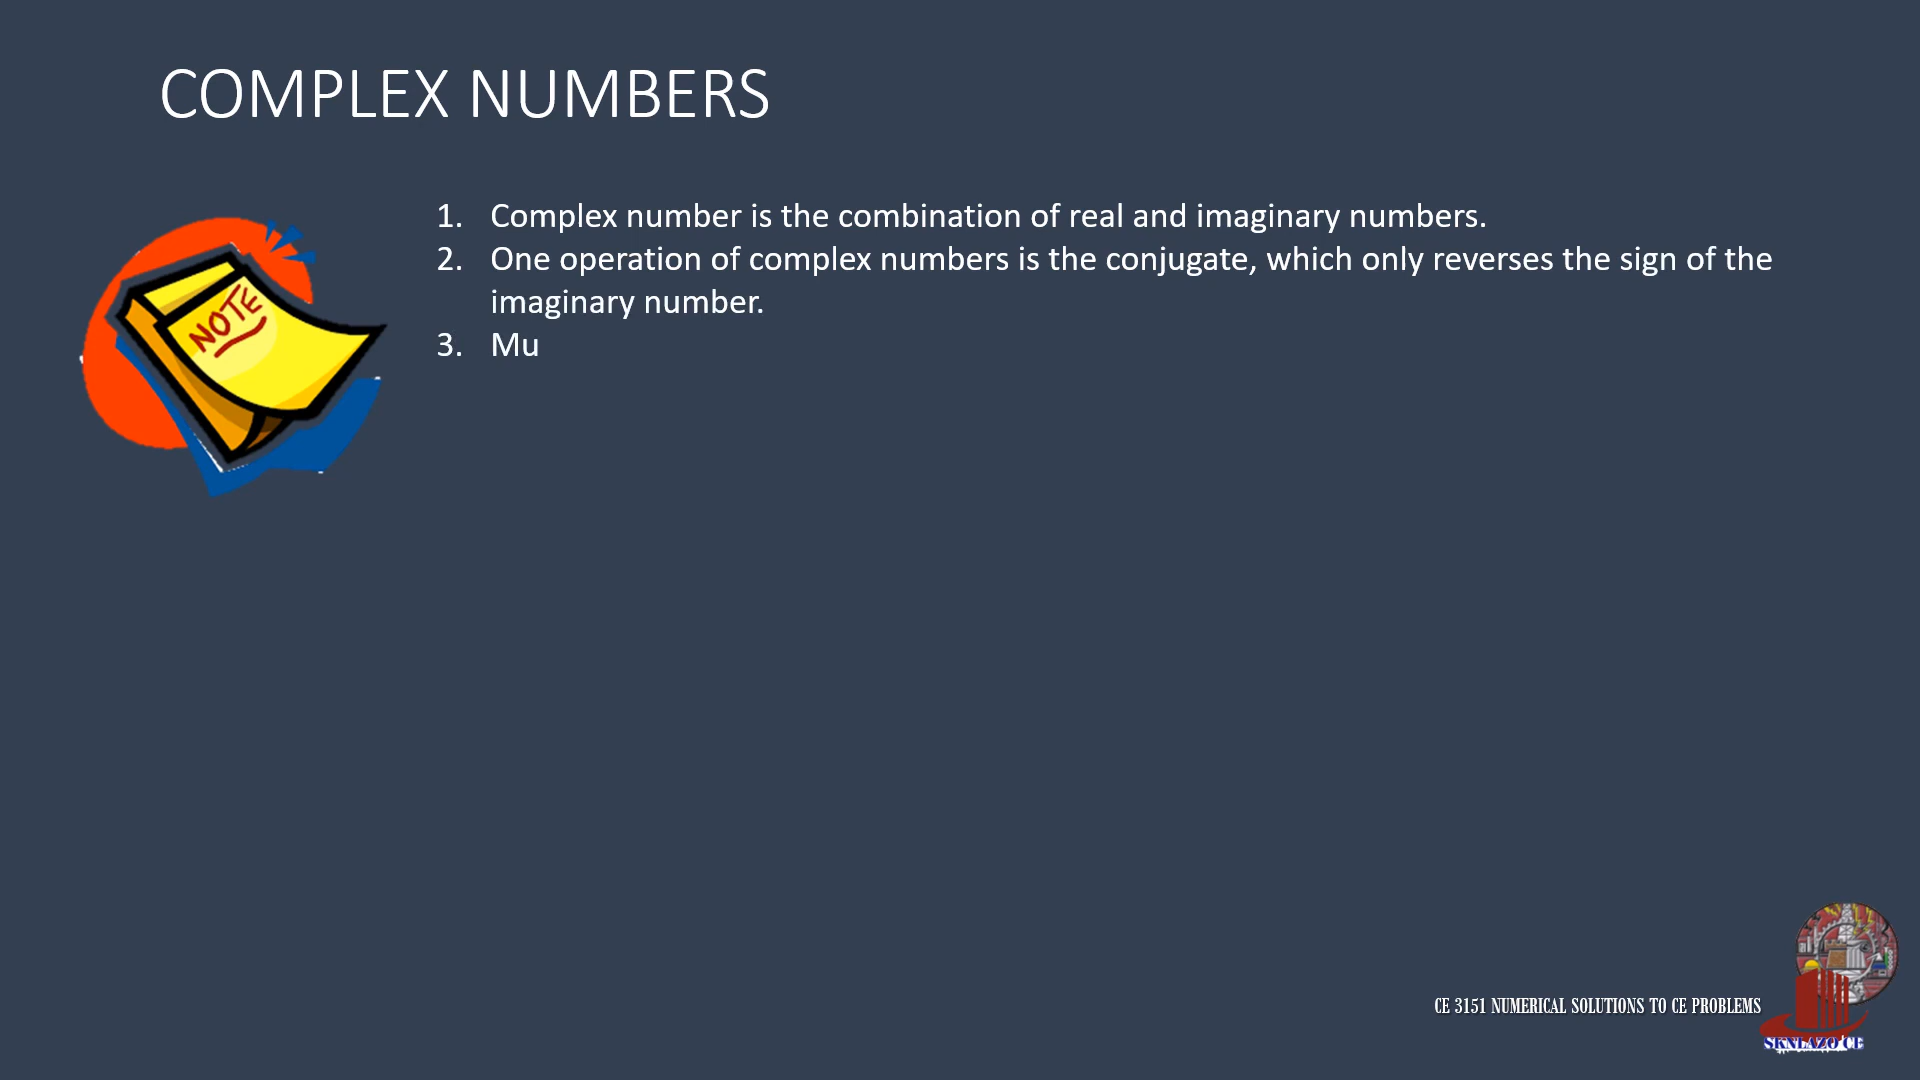 COMPLEX NUMBERS
1. Complex number is the combination of real and imaginary numbers.
2. One operation of complex numbers is the conjugate, which only reverses the sign of the
imaginary number.
3. Mu
NOTE
CE 3151 NUMERICAL SOLUTIONS TO CE PROBLEMS
SKNLAZO CE